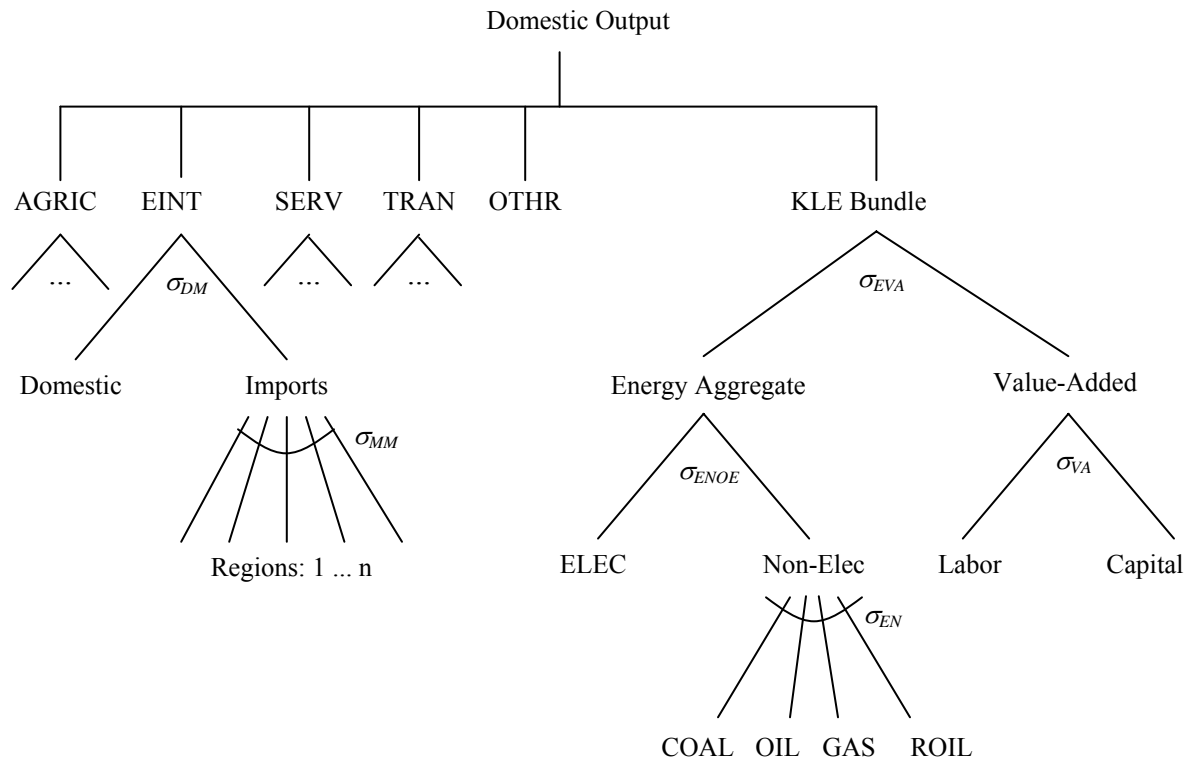 Domestic Output
AGRIC EINT SERV TRAN OTHR KLE Bundle
... σDM ... ... σEVA
Domestic Imports Energy Aggregate Value-Added
σMM σENOE σVA
Regions: 1 ... n ELEC Non-Elec Labor Capital
σEN
COAL OIL GAS ROIL